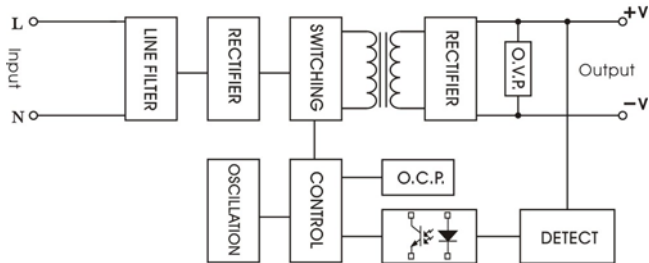 L
N
Input
LINE FILTER
RECTIFIER
SWITCHING
RECTIFIER
O.V.P.
+V
Output
−V
OSCILLATION
CONTROL
O.C.P.
DETECT